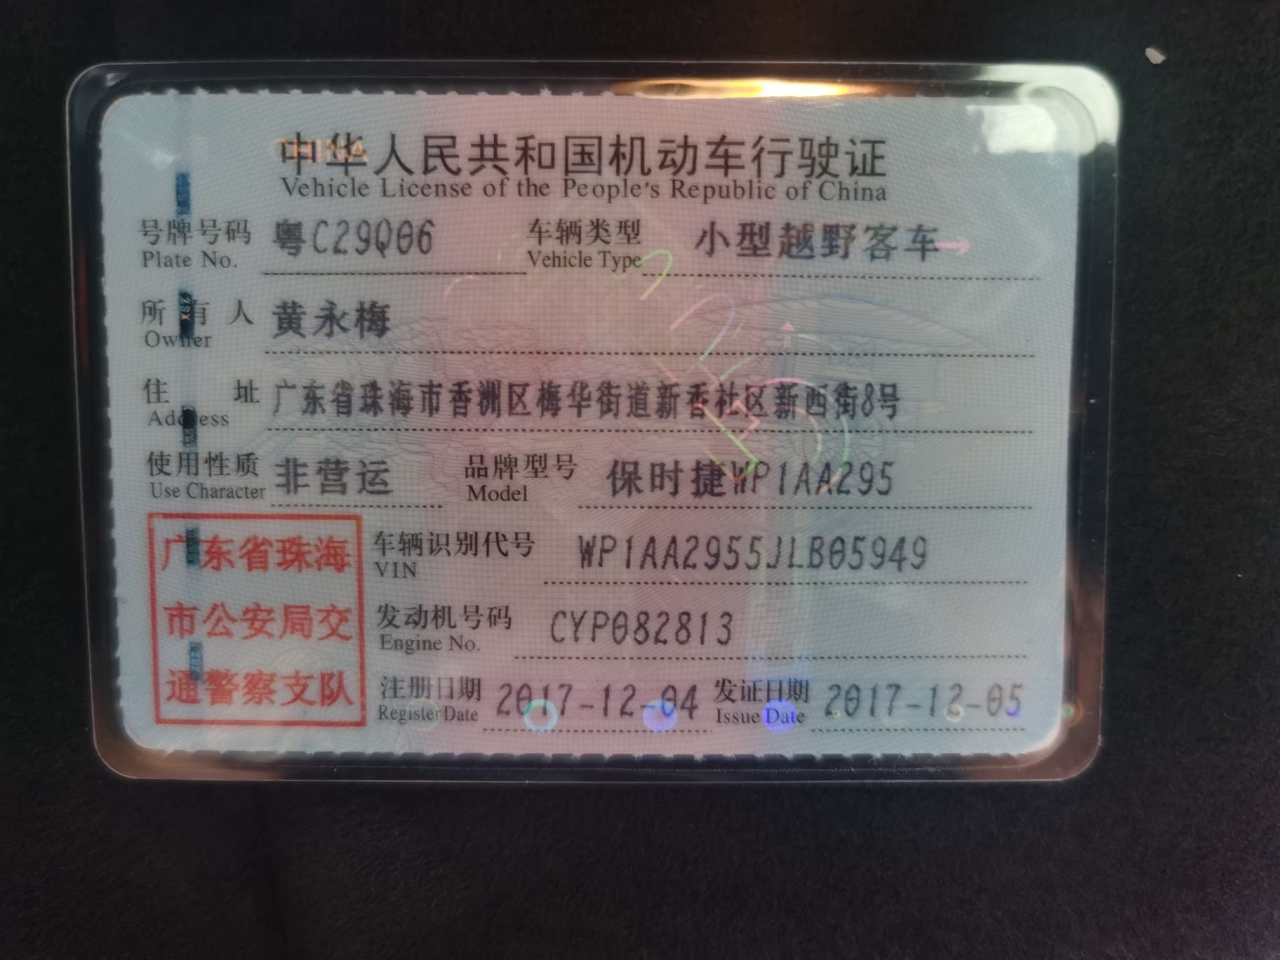 中华人民共和国机动车行驶证
Vehicle License of the People's Republic of China
号牌号码 粤C29Q06 车辆类型 小型越野客车
Plate No. Vehicle Type
所有人 黄永梅
Owner
住址 广东省珠海市香洲区梅华街道新香社区新西街8号
Address
使用性质 非营运 品牌型号 保时捷WP1AA295
Use Character Model
广东省珠海
市公安局交
通警察支队
车辆识别代号 WP1AA2955JLB05949
VIN
发动机号码 CYP082813
Engine No.
注册日期 2017-12-04 发证日期 2017-12-05
Register Date Issue Date